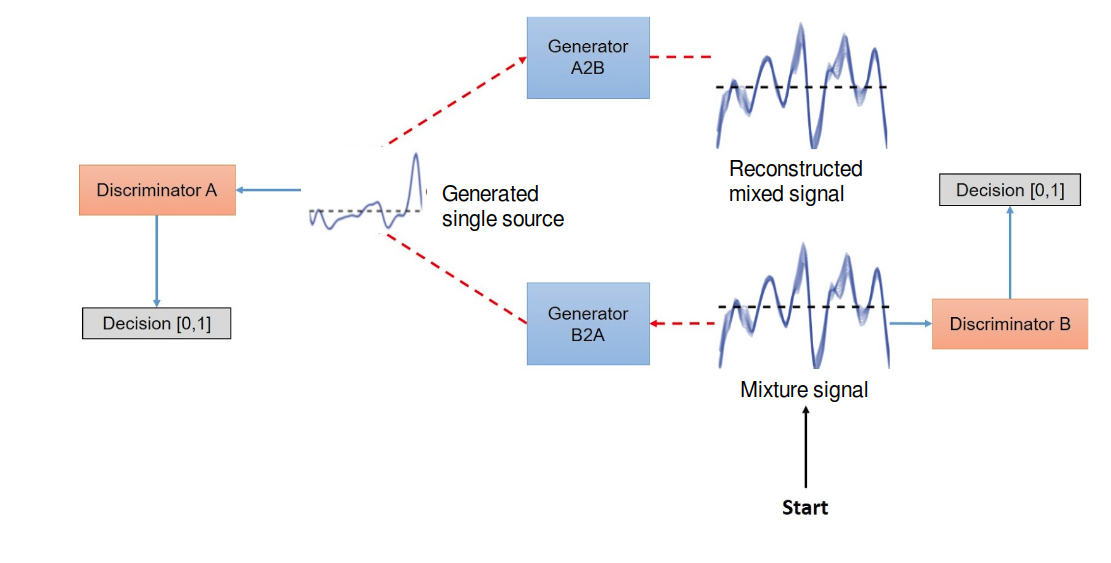 Generator
A2B
Reconstructed
mixed signal
Discriminator A
Generated
single source
Decision [0,1]
Decision [0,1]
Generator
B2A
Discriminator B
Mixture signal
Start